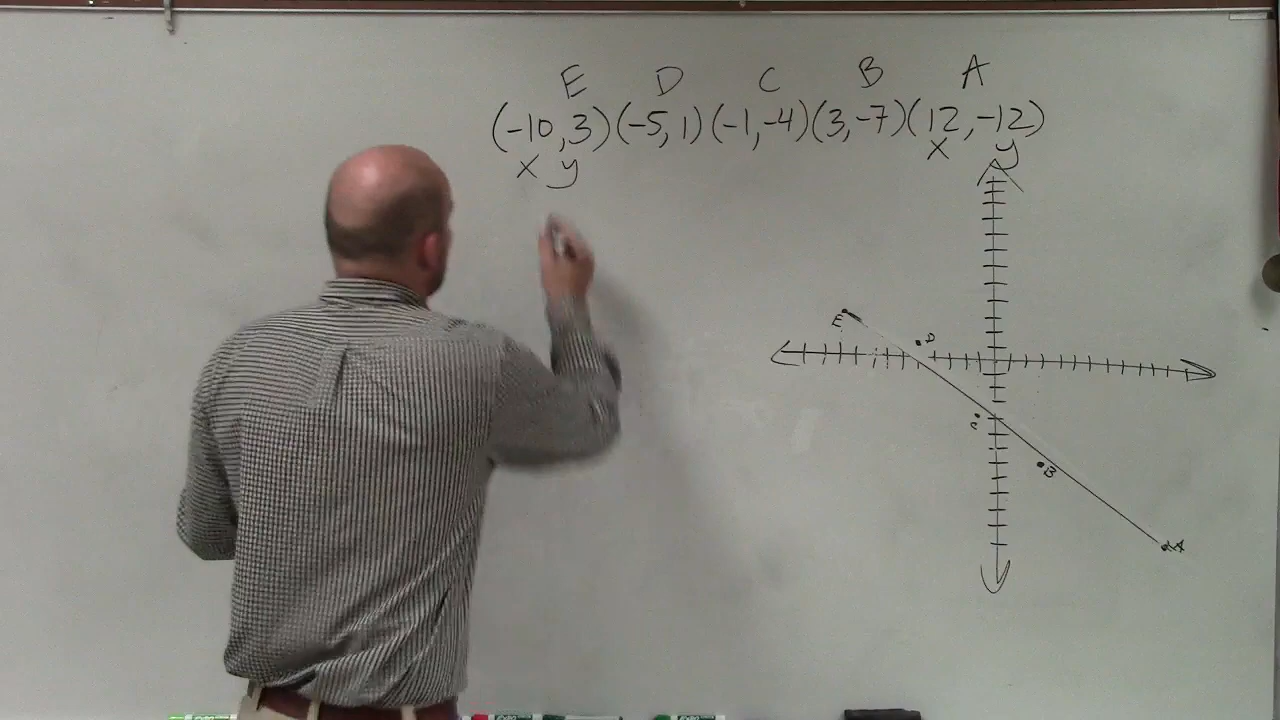 E D C B A
(-10,3)(-5,1)(-1,-4)(3,-7)(12,-12)
x y x y
E
D
C
B
A